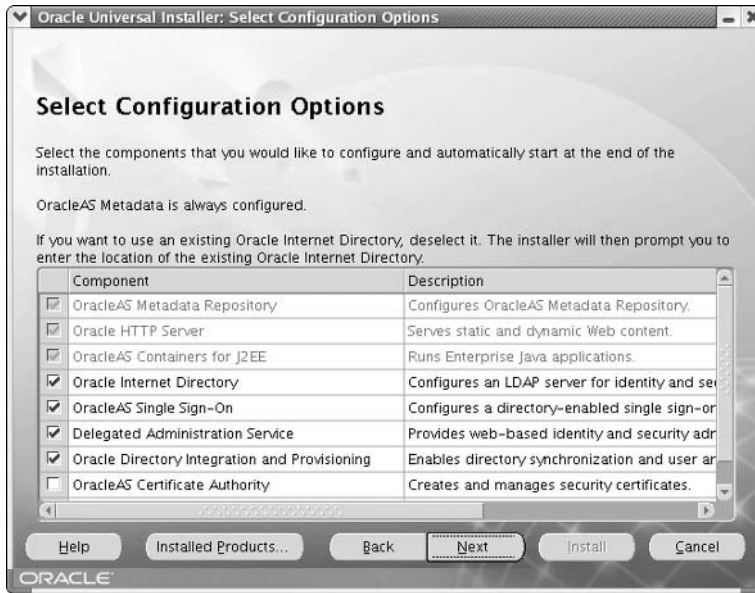 Oracle Universal Installer: Select Configuration Options
Select Configuration Options
Select the components that you would like to configure and automatically start at the end of the
installation.
OracleAS Metadata is always configured.
If you want to use an existing Oracle Internet Directory, deselect it. The installer will then prompt you to
enter the location of the existing Oracle Internet Directory.
Component Description
OracleAS Metadata Repository Configures OracleAS Metadata Repository.
Oracle HTTP Server Serves static and dynamic Web content.
OracleAS Containers for J2EE Runs Enterprise Java applications.
Oracle Internet Directory Configures an LDAP server for identity and se
OracleAS Single Sign-On Configures a directory-enabled single sign-or
Delegated Administration Service Provides web-based identity and security adr
Oracle Directory Integration and Provisioning Enables directory synchronization and user ar
OracleAS Certificate Authority Creates and manages security certificates.
Help Installed Products... Back Next Install Cancel
ORACLE